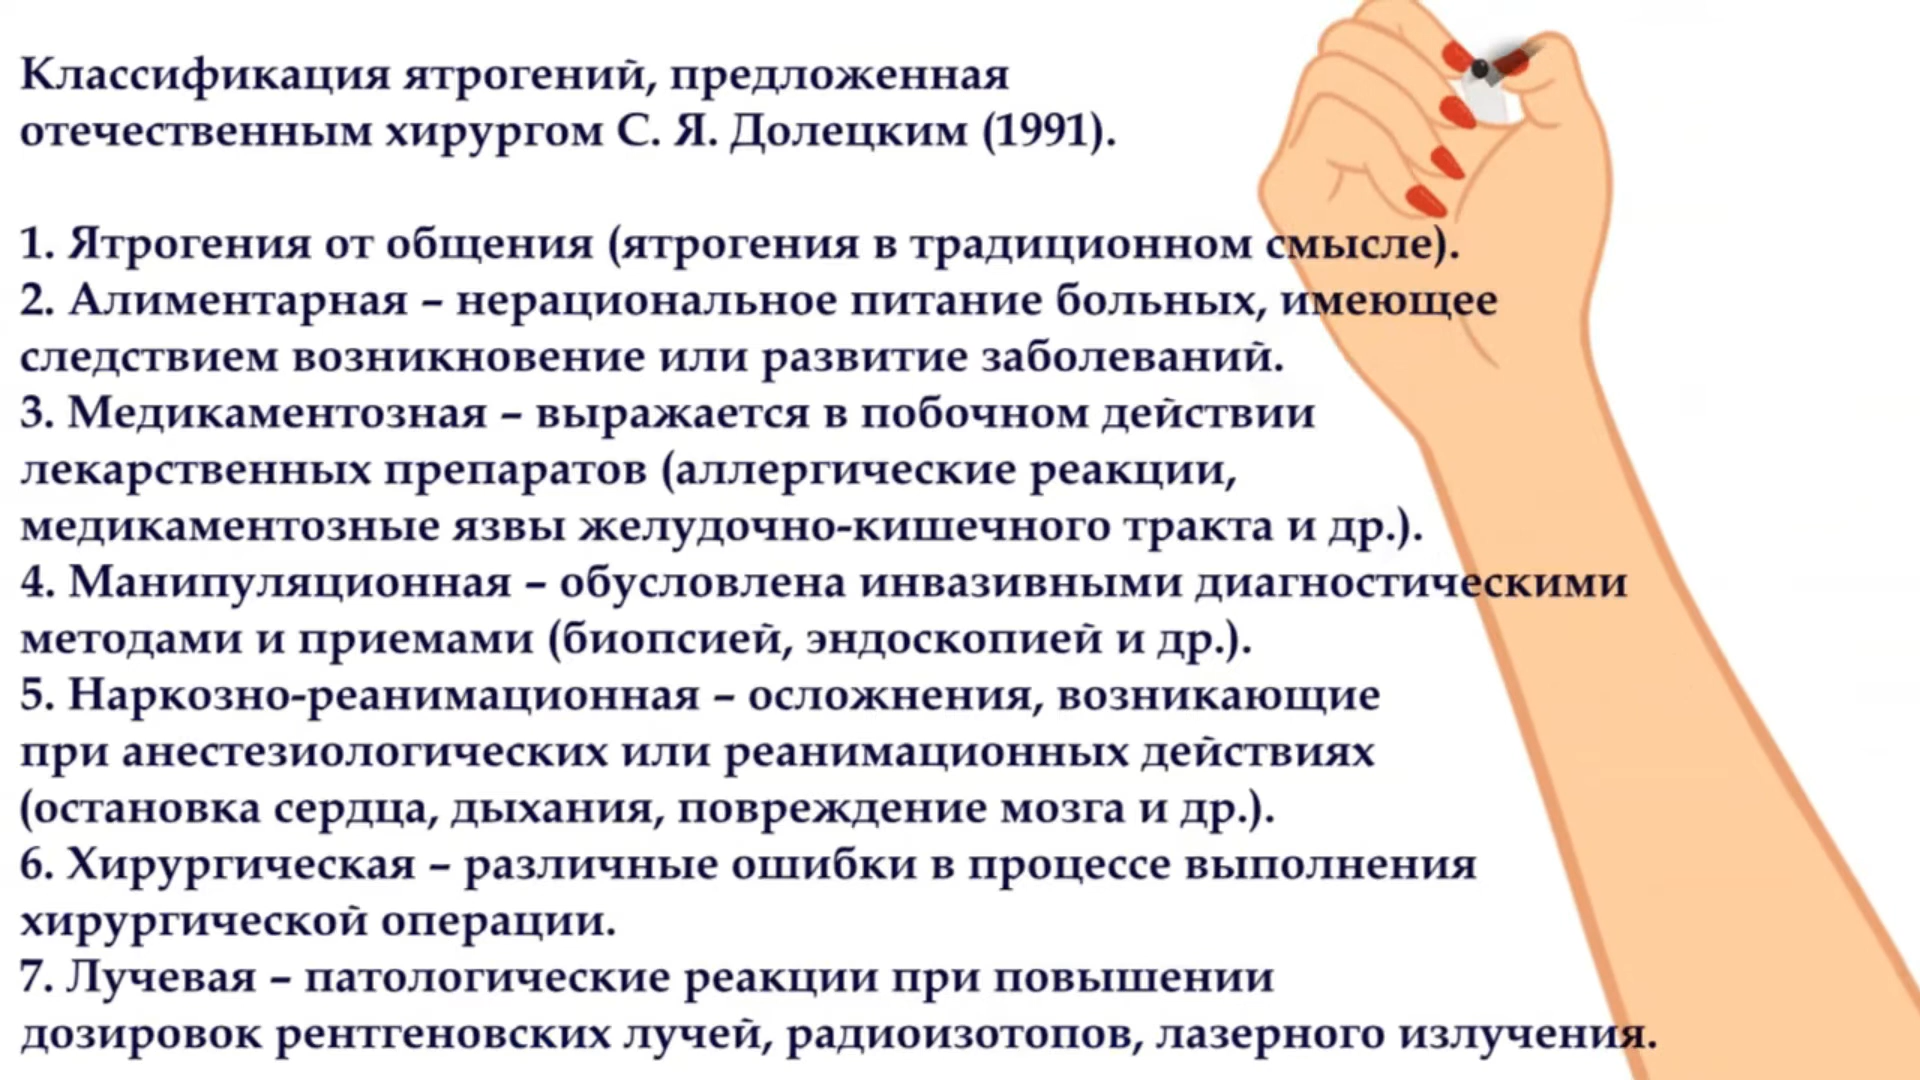 Классификация ятрогений, предложенная
отечественным хирургом С. Я. Долецким (1991).
1. Ятрогения от общения (ятрогения в традиционном смысле).
2. Алиментарная – нерациональное питание больных, имеющее
следствием возникновение или развитие заболеваний.
3. Медикаментозная – выражается в побочном действии
лекарственных препаратов (аллергические реакции,
медикаментозные язвы желудочно-кишечного тракта и др.).
4. Манипуляционная – обусловлена инвазивными диагностическими
методами и приемами (биопсией, эндоскопией и др.).
5. Наркозно-реанимационная – осложнения, возникающие
при анестезиологических или реанимационных действиях
(остановка сердца, дыхания, повреждение мозга и др.).
6. Хирургическая – различные ошибки в процессе выполнения
хирургической операции.
7. Лучевая – патологические реакции при повышении
дозировок рентгеновских лучей, радиоизотопов, лазерного излучения.